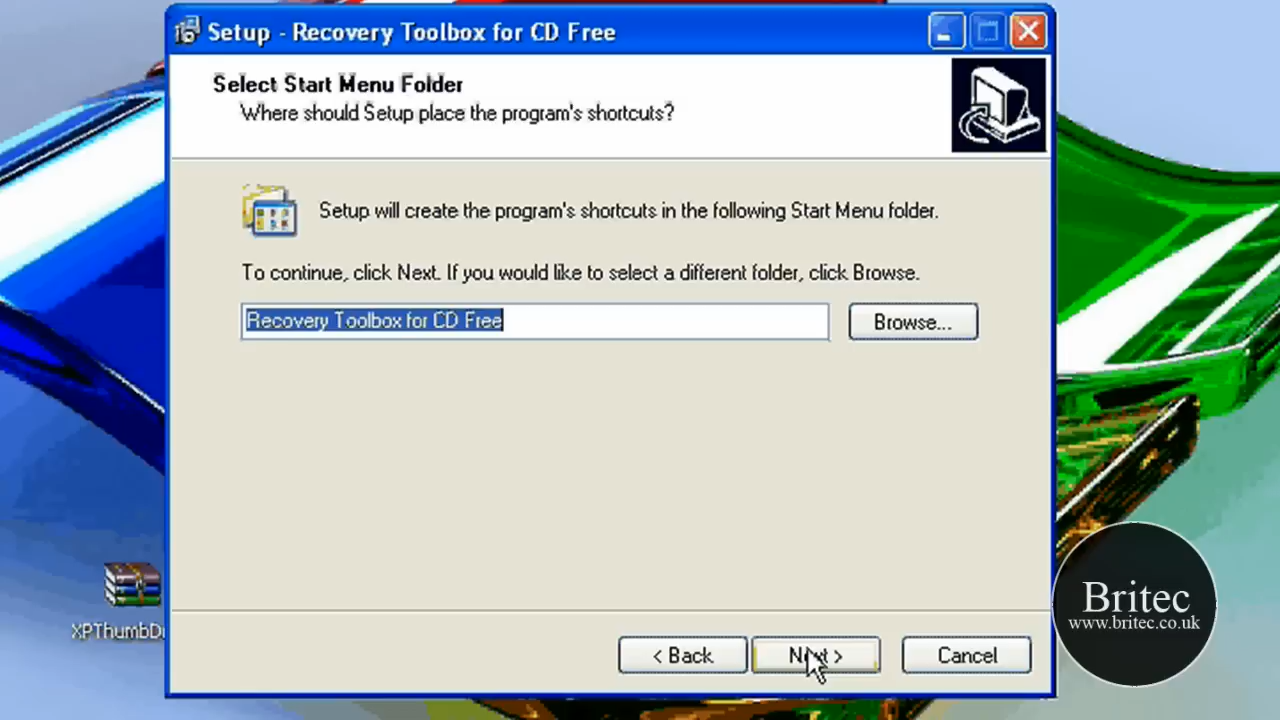 Setup - Recovery Toolbox for CD Free
Select Start Menu Folder
Where should Setup place the program's shortcuts?
Setup will create the program's shortcuts in the following Start Menu folder.
To continue, click Next. If you would like to select a different folder, click Browse.
Recovery Toolbox for CD Free
Browse...
Britec
www.britec.co.uk
< Back
Next >
Cancel